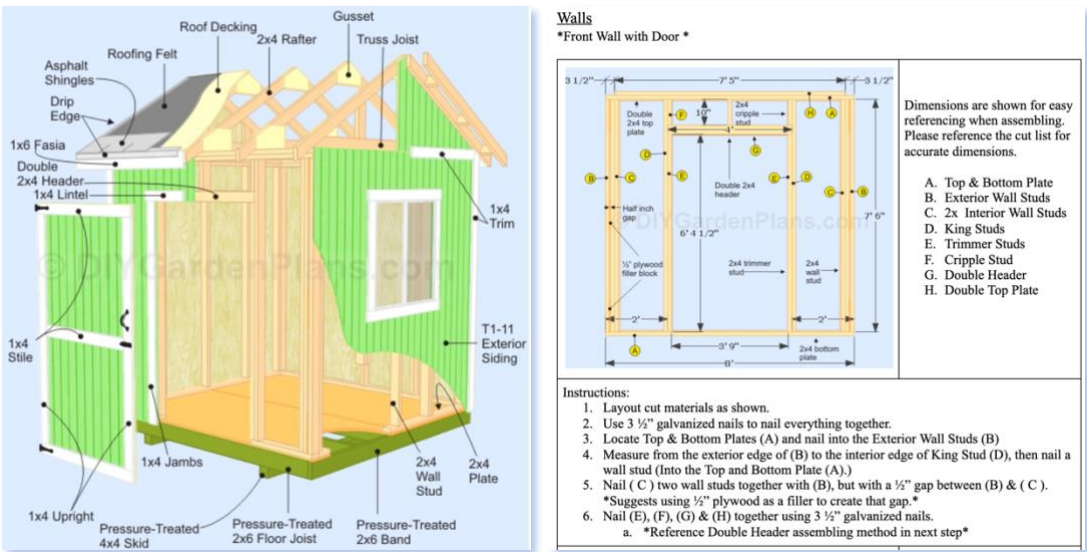 Gusset
Roof Decking
2x4 Rafter
Truss Joist
Roofing Felt
Asphalt
Shingles
Drip
Edge
1x6 Fasia
Double
2x4 Header
1x4 Lintel
1x4
Trim
© DIYGardenPlans.com
T1-11
Exterior
Siding
1x4
Stile
1x4 Jambs
2x4
Wall
Stud
2x4
Plate
1x4 Upright
Pressure-Treated
4x4 Skid
Pressure-Treated
2x6 Floor Joist
Pressure-Treated
2x6 Band
Walls
*Front Wall with Door *
3 1/2"
7' 5"
3 1/2"
Double
2x4 top
plate
F
10"
2x4
cripple
stud
H
A
4'
D
G
B
C
E
E
D
C
B
Double 2x4
header
Half inch
gap
DIYGardenPlans.com
7' 6"
6' 4 1/2"
½" plywood
filler block
2x4 trimmer
stud
2x4
wall
stud
2'
2'
A
3' 9"
2x4 bottom
plate
8'
Dimensions are shown for easy
referencing when assembling.
Please reference the cut list for
accurate dimensions.
A. Top & Bottom Plate
B. Exterior Wall Studs
C. 2x Interior Wall Studs
D. King Studs
E. Trimmer Studs
F. Cripple Stud
G. Double Header
H. Double Top Plate
Instructions:
1. Layout cut materials as shown.
2. Use 3 ½" galvanized nails to nail everything together.
3. Locate Top & Bottom Plates (A) and nail into the Exterior Wall Studs (B)
4. Measure from the exterior edge of (B) to the interior edge of King Stud (D), then nail a
wall stud (Into the Top and Bottom Plate (A).)
5. Nail ( C ) two wall studs together with (B), but with a ½" gap between (B) & ( C ).
*Suggests using ½" plywood as a filler to create that gap.*
6. Nail (E), (F), (G) & (H) together using 3 ½" galvanized nails.
a. *Reference Double Header assembling method in next step*